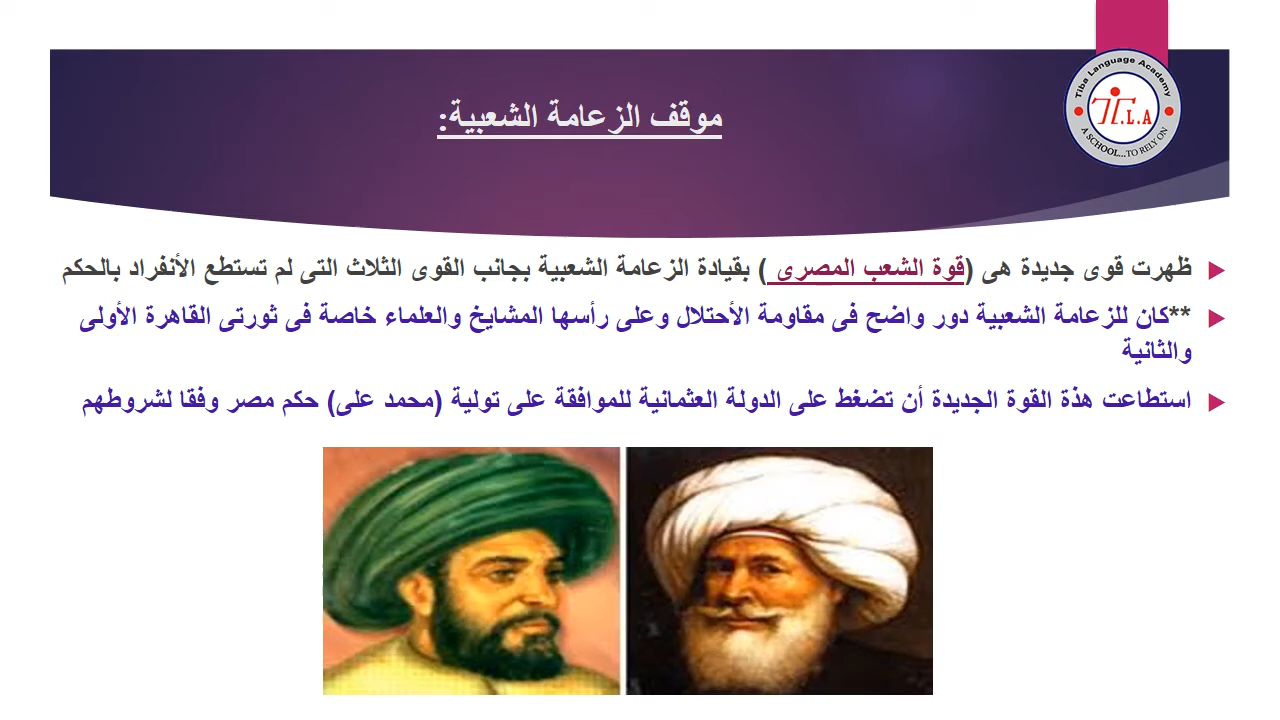 Tiba Language Academy
T.L.A
A SCHOOL...TO RELY ON
موقف الزعامة الشعبية:
ظهرت قوى جديدة هى (قوة الشعب المصرى ) بقيادة الزعامة الشعبية بجانب القوى الثلاث التى لم تستطع الأنفراد بالحكم
**كان للزعامة الشعبية دور واضح فى مقاومة الأحتلال وعلى رأسها المشايخ والعلماء خاصة فى ثورتى القاهرة الأولى
والثانية
استطاعت هذة القوة الجديدة أن تضغط على الدولة العثمانية للموافقة على تولية (محمد على) حكم مصر وفقا لشروطهم